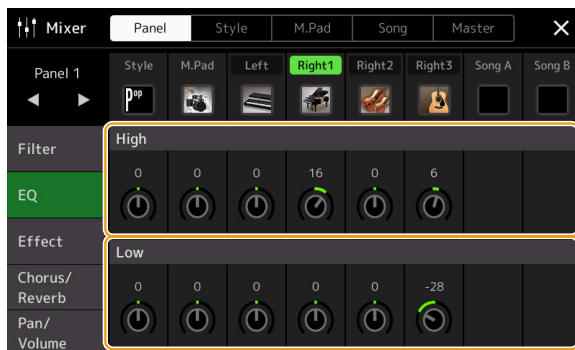 Mixer
Panel
Style
M.Pad
Song
Master
Panel 1
Style
M.Pad
Left
Right1
Right2
Right3
Song A
Song B
Pop
Filter
EQ
Effect
Chorus/
Reverb
Pan/
Volume
High
0
0
0
16
0
6
Low
0
0
0
0
0
-28